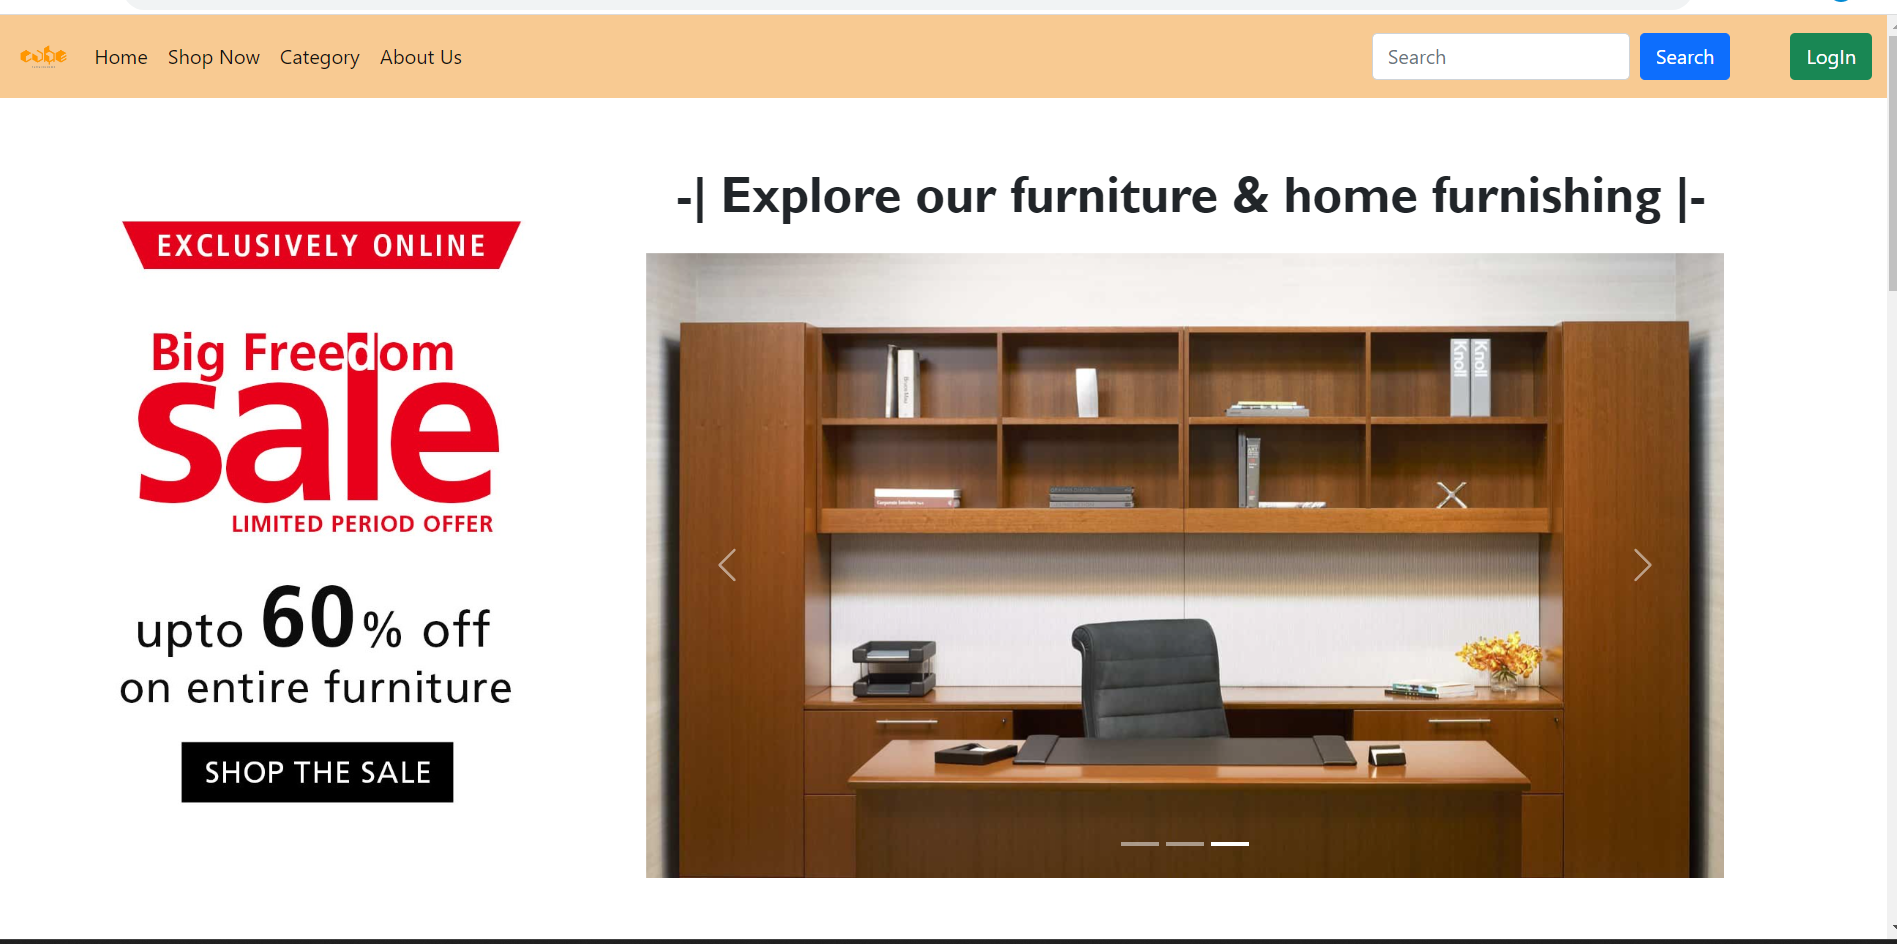 cube
Home
Shop Now
Category
About Us
Search
Search
LogIn
-| Explore our furniture & home furnishing |-
EXCLUSIVELY ONLINE
Big Freedom
sale
LIMITED PERIOD OFFER
upto 60% off
on entire furniture
SHOP THE SALE
Knoll
Knoll